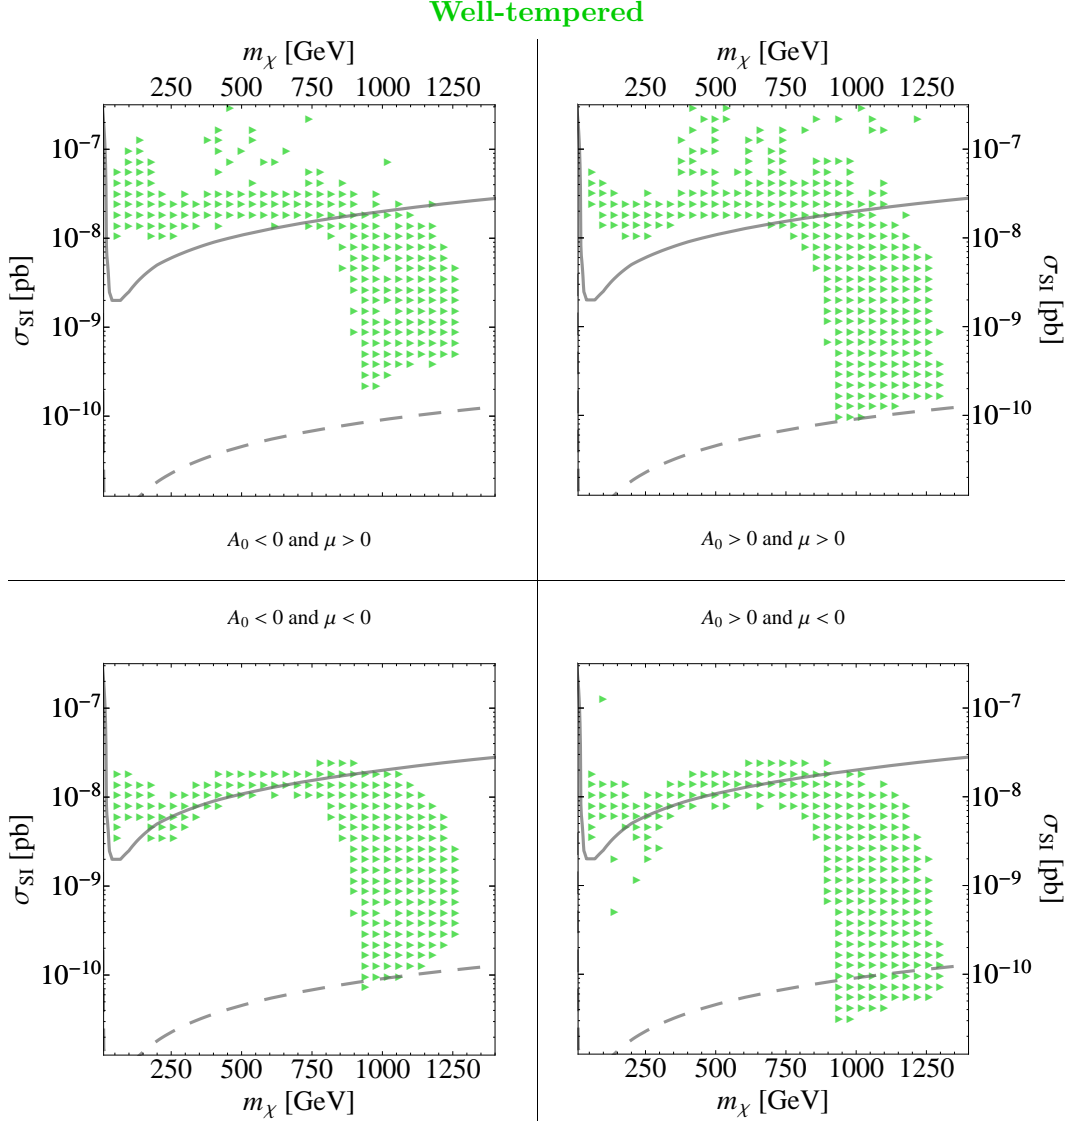 Well-tempered
m_χ [GeV]
250 500 750 1000 1250
10⁻⁷
10⁻⁸
10⁻⁹
10⁻¹⁰
σ_SI [pb]
A₀ < 0 and μ > 0
m_χ [GeV]
250 500 750 1000 1250
10⁻⁷
10⁻⁸
10⁻⁹
10⁻¹⁰
σ_SI [pb]
A₀ > 0 and μ > 0
A₀ < 0 and μ < 0
10⁻⁷
10⁻⁸
10⁻⁹
10⁻¹⁰
σ_SI [pb]
250 500 750 1000 1250
m_χ [GeV]
A₀ > 0 and μ < 0
10⁻⁷
10⁻⁸
10⁻⁹
10⁻¹⁰
σ_SI [pb]
250 500 750 1000 1250
m_χ [GeV]